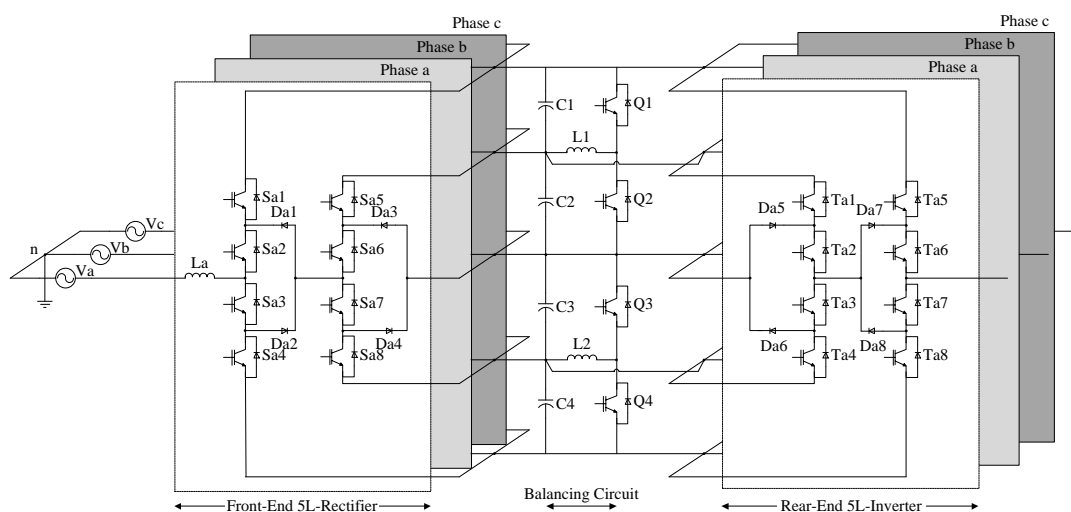 Phase c
Phase b
Phase a
Vc
n
Vb
Va
La
Sa1
Da1
Sa2
Sa3
Da2
Sa4
Sa5
Da3
Sa6
Sa7
Da4
Sa8
C1
Q1
L1
C2
Q2
C3
Q3
L2
C4
Q4
Phase c
Phase b
Phase a
Da5
Ta1
Da7
Ta5
Ta2
Ta6
Ta3
Ta7
Da6
Ta4
Da8
Ta8
Front-End 5L-Rectifier
Balancing Circuit
Rear-End 5L-Inverter